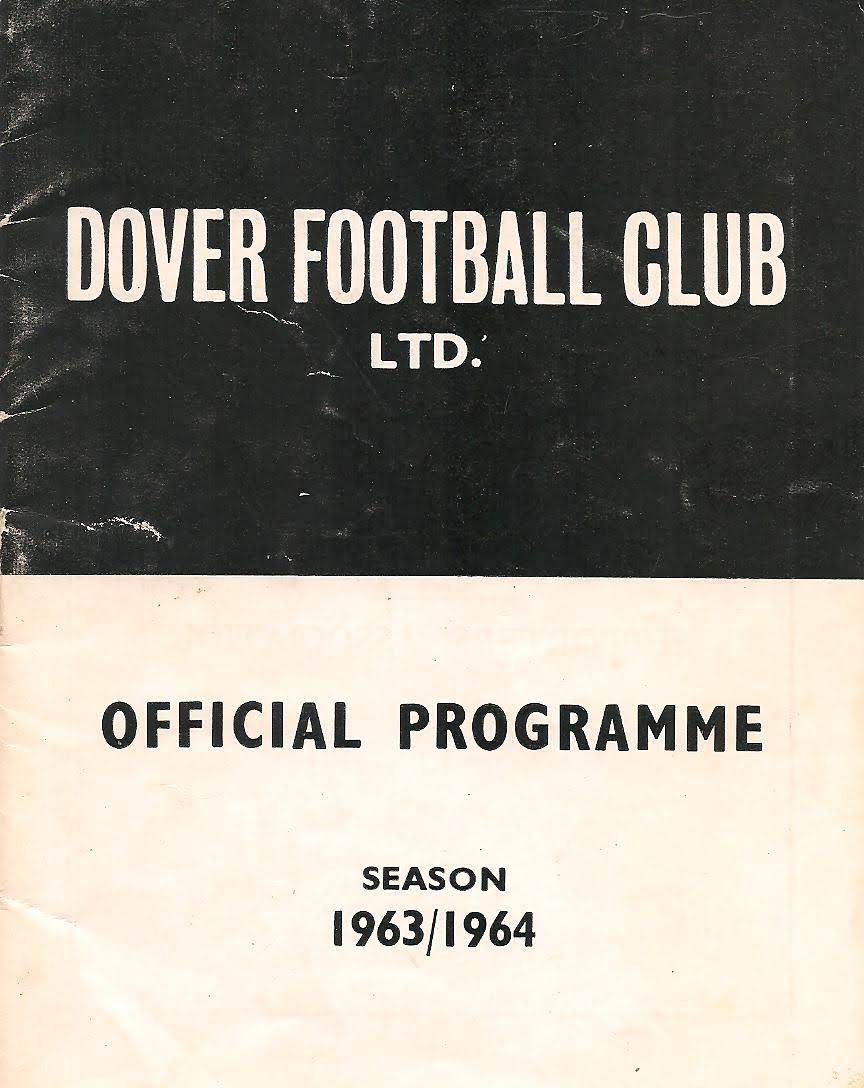 DOVER FOOTBALL CLUB
LTD.
OFFICIAL PROGRAMME
SEASON
1963/1964